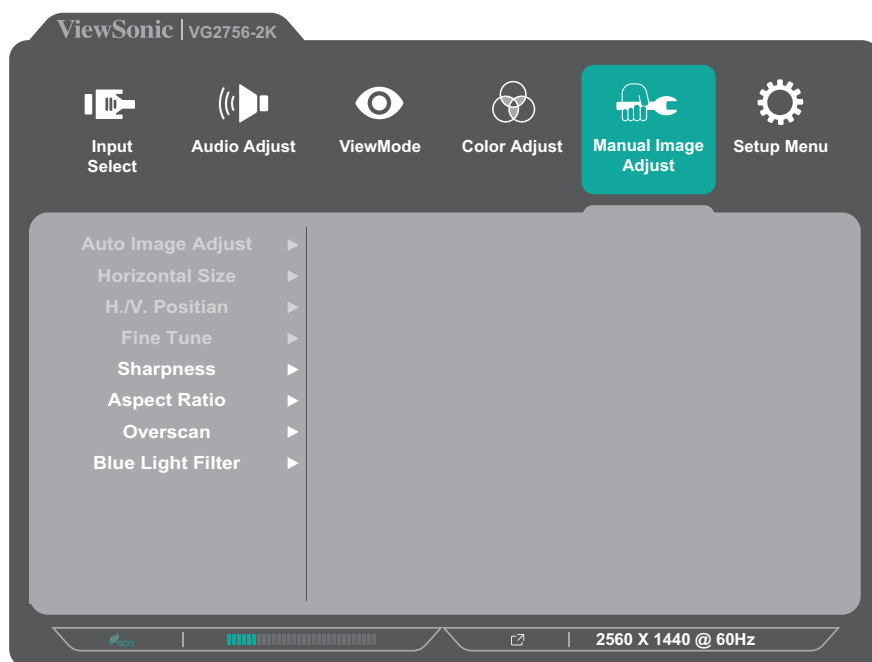 ViewSonic | VG2756-2K
Input
Select
Audio Adjust
ViewMode
Color Adjust
Manual Image
Adjust
Setup Menu
Auto Image Adjust
Horizontal Size
H./V. Positian
Fine Tune
Sharpness
Aspect Ratio
Overscan
Blue Light Filter
eco
2560 X 1440 @ 60Hz